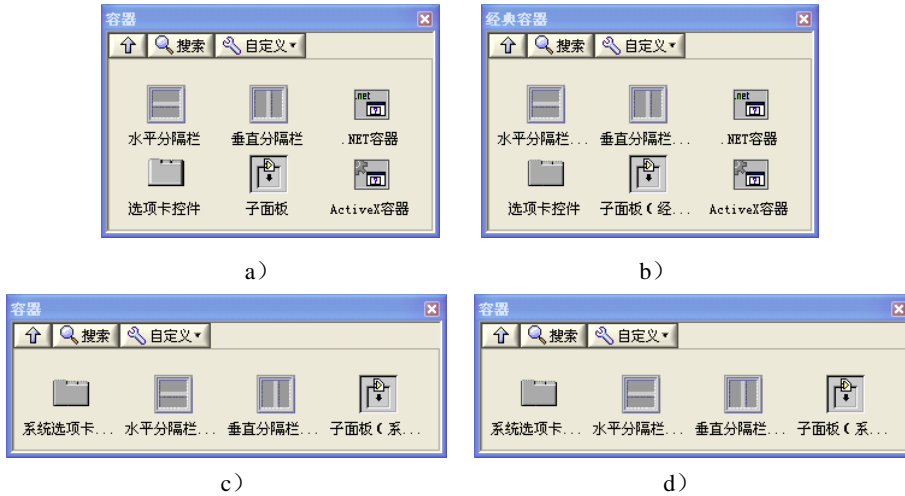 容器
搜索 自定义
水平分隔栏 垂直分隔栏 .NET容器
选项卡控件 子面板 ActiveX容器
a）
经典容器
搜索 自定义
水平分隔栏... 垂直分隔栏... .NET容器
选项卡控件 子面板(经... ActiveX容器
b）
容器
搜索 自定义
系统选项卡... 水平分隔栏... 垂直分隔栏... 子面板(系...
c）
容器
搜索 自定义
系统选项卡... 水平分隔栏... 垂直分隔栏... 子面板(系...
d）